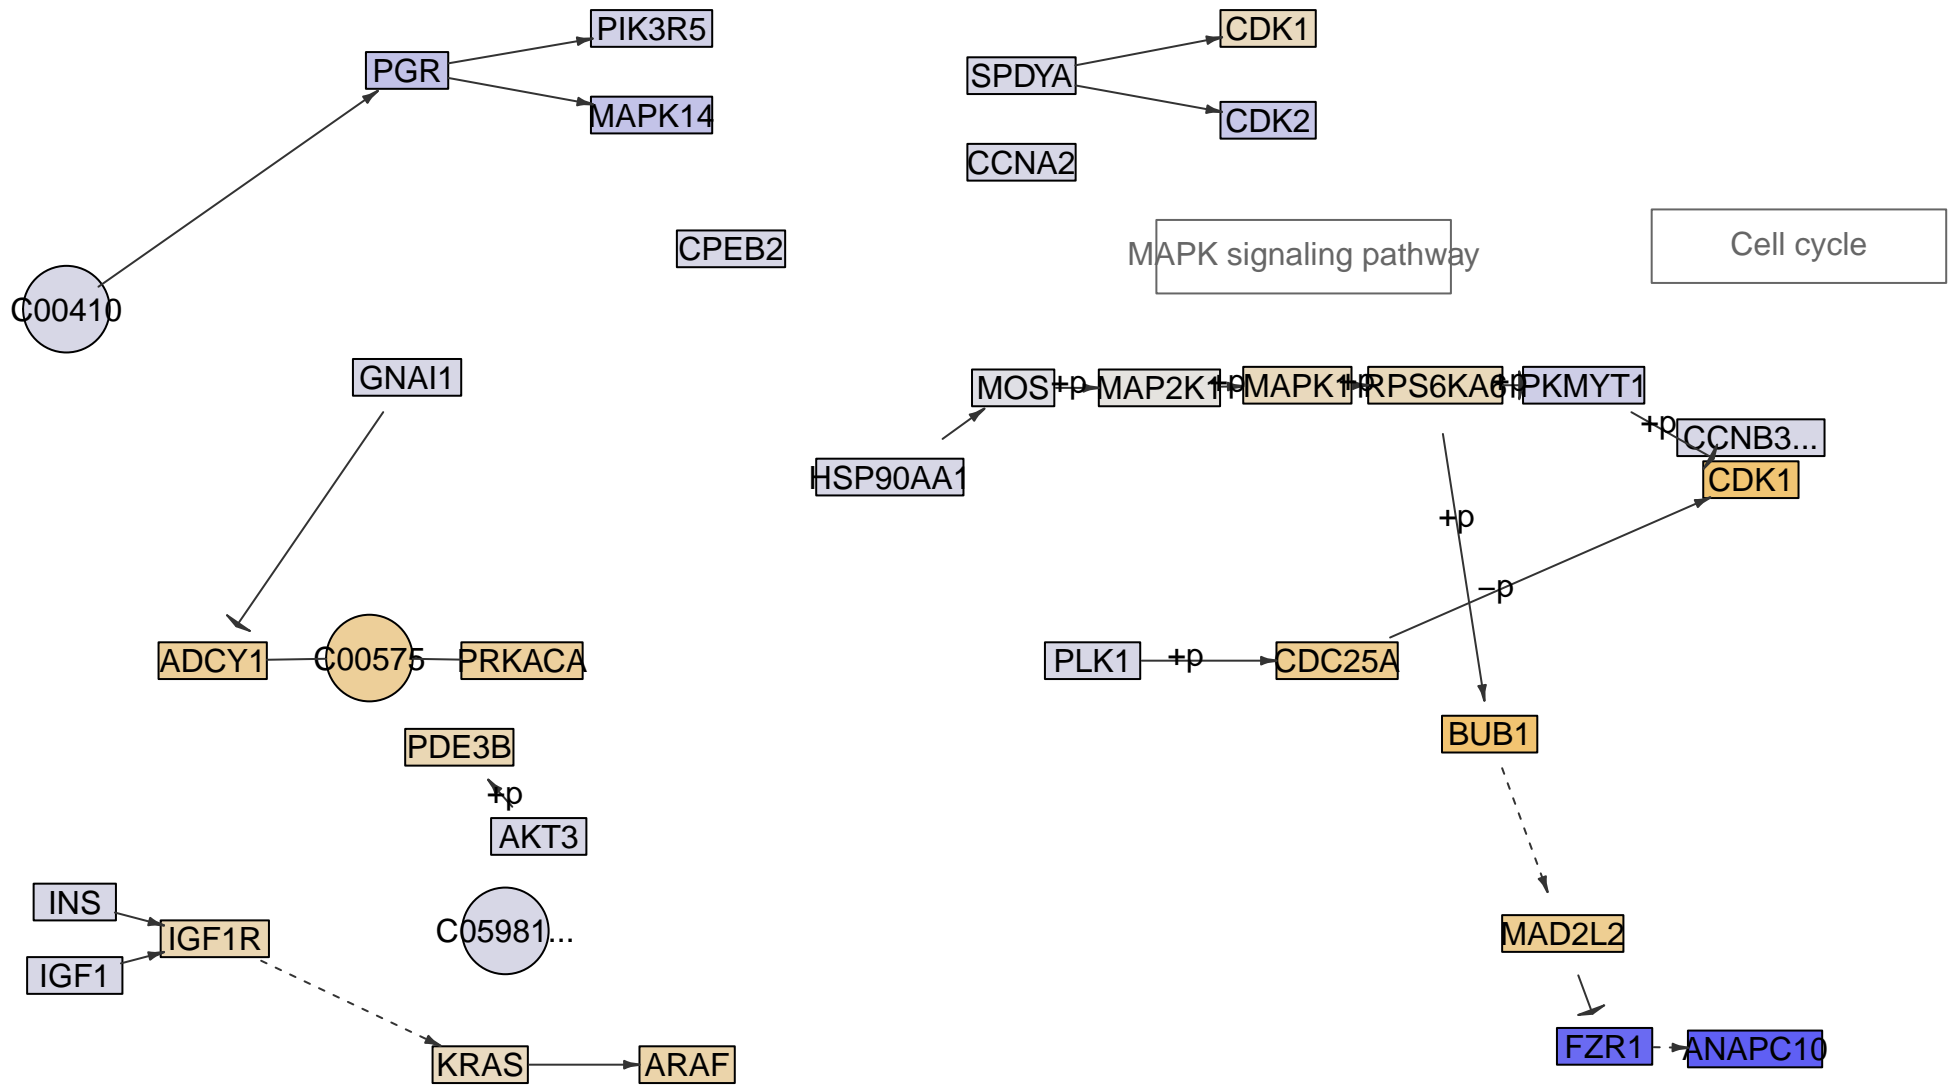 PIK3R5
CDK1
PGR
SPDYA
MAPK14
CDK2
CCNA2
CPEB2
MAPK signaling pathway
Cell cycle
C00410
GNAI1
MOS
+p
MAP2K1
+p
MAPK1
+p
RPS6KA6
+p
PKMYT1
+p
CCNB3...
HSP90AA1
CDK1
+p
−p
ADCY1
C00575
PRKACA
PLK1
+p
CDC25A
PDE3B
BUB1
+p
AKT3
INS
IGF1R
C05981...
MAD2L2
IGF1
KRAS
ARAF
FZR1
ANAPC10